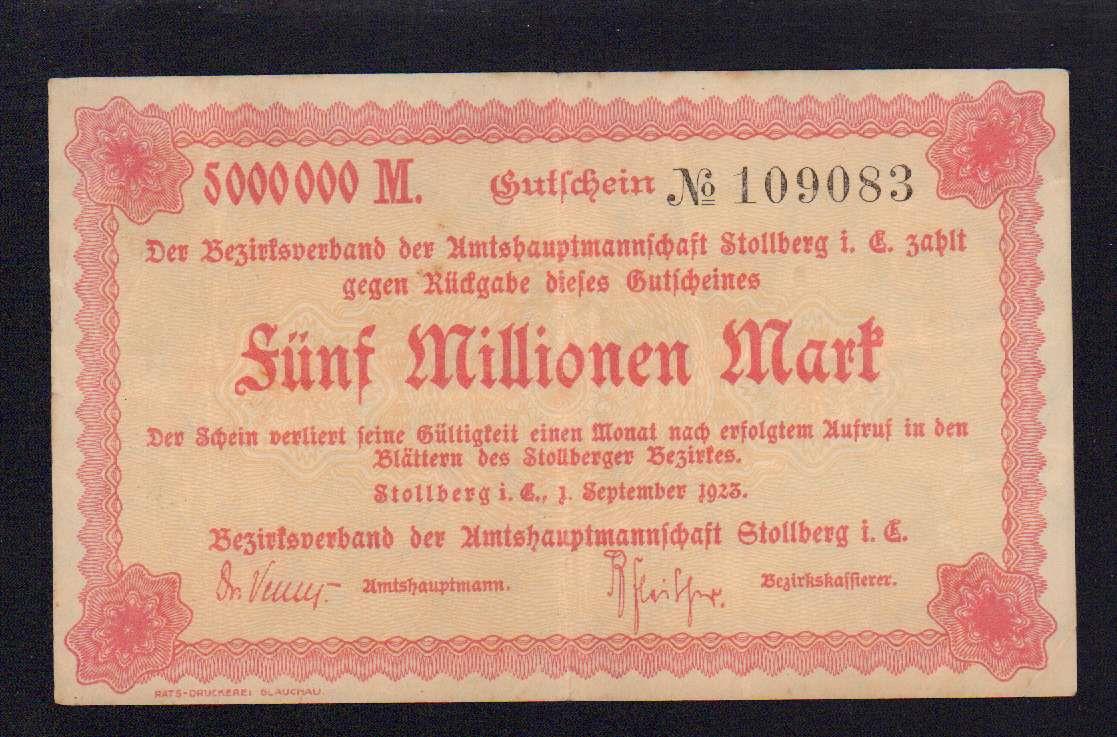 5000000 M. Gutschein № 109083
Der Bezirksverband der Amtshauptmannschaft Stollberg i. E. zahlt
gegen Rückgabe dieses Gutscheines
Fünf Millionen Mark
Der Schein verliert seine Gültigkeit einen Monat nach erfolgtem Aufruf in den
Blättern des Stollberger Bezirkes.
Stollberg i. E., 1. September 1923.
Bezirksverband der Amtshauptmannschaft Stollberg i. E.
Dr. Amtshauptmann. Bezirkskassierer.
RATS-DRUCKEREI GLAUCHAU.